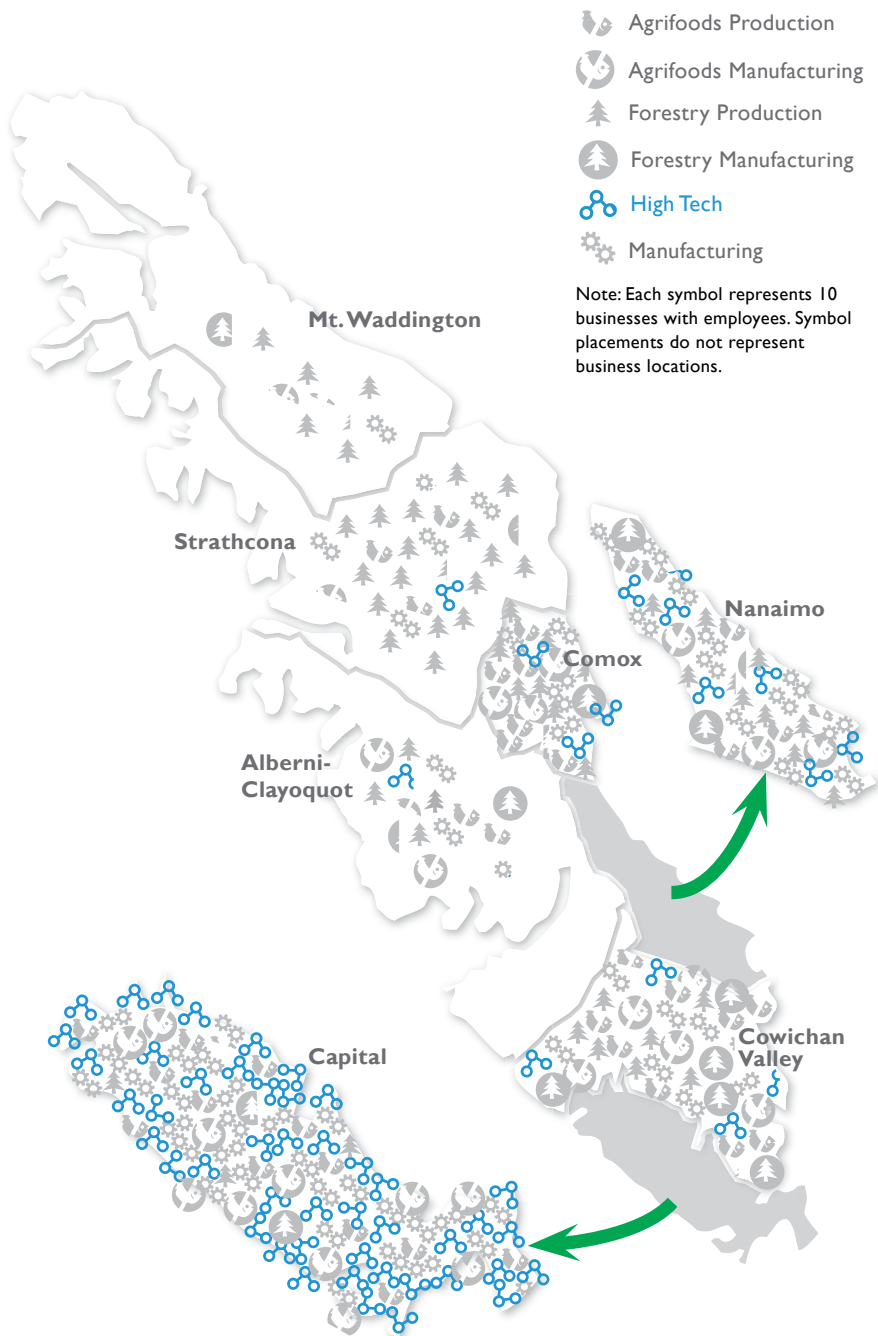 Agrifoods Production
Agrifoods Manufacturing
Forestry Production
Forestry Manufacturing
High Tech
Manufacturing
Note: Each symbol represents 10
businesses with employees. Symbol
placements do not represent
business locations.
Mt. Waddington
Strathcona
Nanaimo
Comox
Alberni-
Clayoquot
Cowichan
Valley
Capital